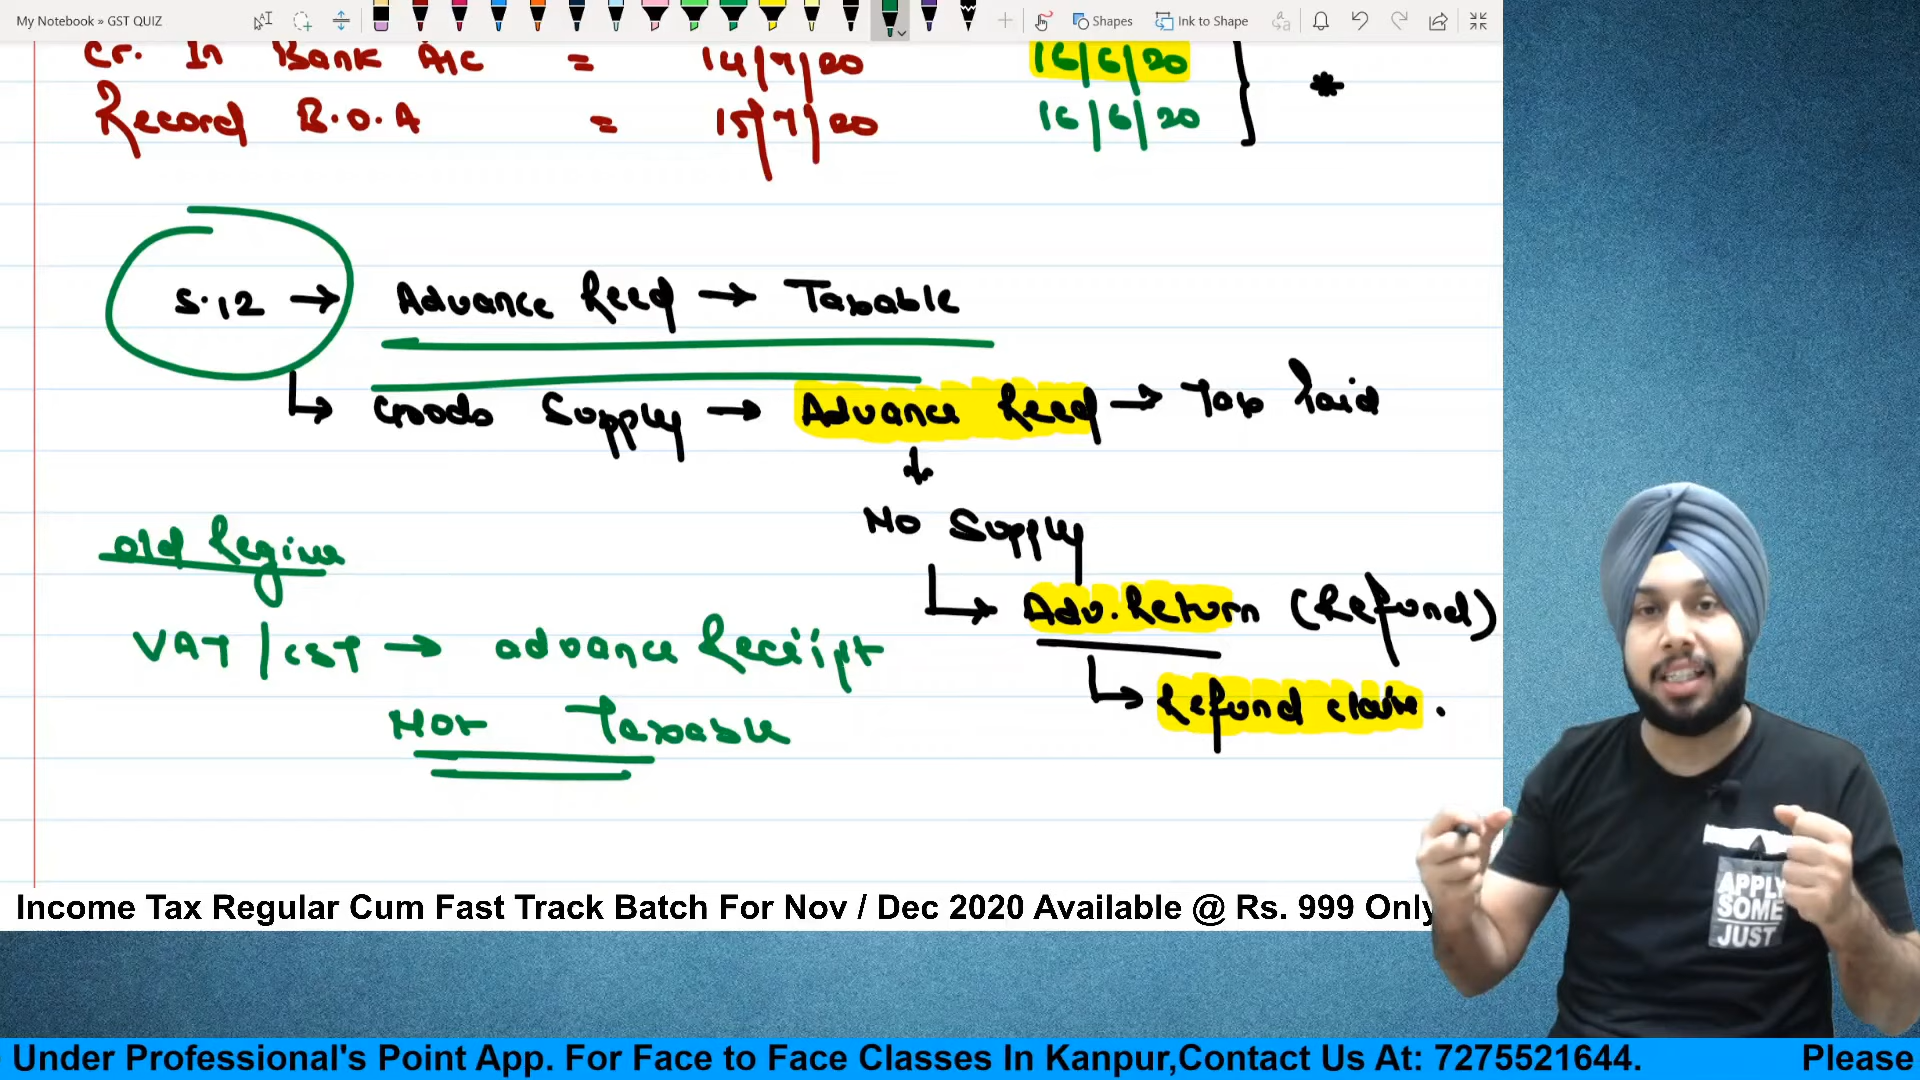 My Notebook » GST QUIZ
Shapes
Ink to Shape
Cr. In Bank A/C = 14/7/20 16/6/20
Record B.O.A = 15/7/20 16/6/20
S.12 → Advance Recd → Taxable
Goods Supply → Advance Recd → Tax Paid
No Supply
Adv. Return (Refund)
Refund claim.
Old Regime
VAT / CST → advance Receiipt
Not Taxable
APPLY
SOME
JUST
Income Tax Regular Cum Fast Track Batch For Nov / Dec 2020 Available @ Rs. 999 Only
Under Professional's Point App. For Face to Face Classes In Kanpur,Contact Us At: 7275521644. Please